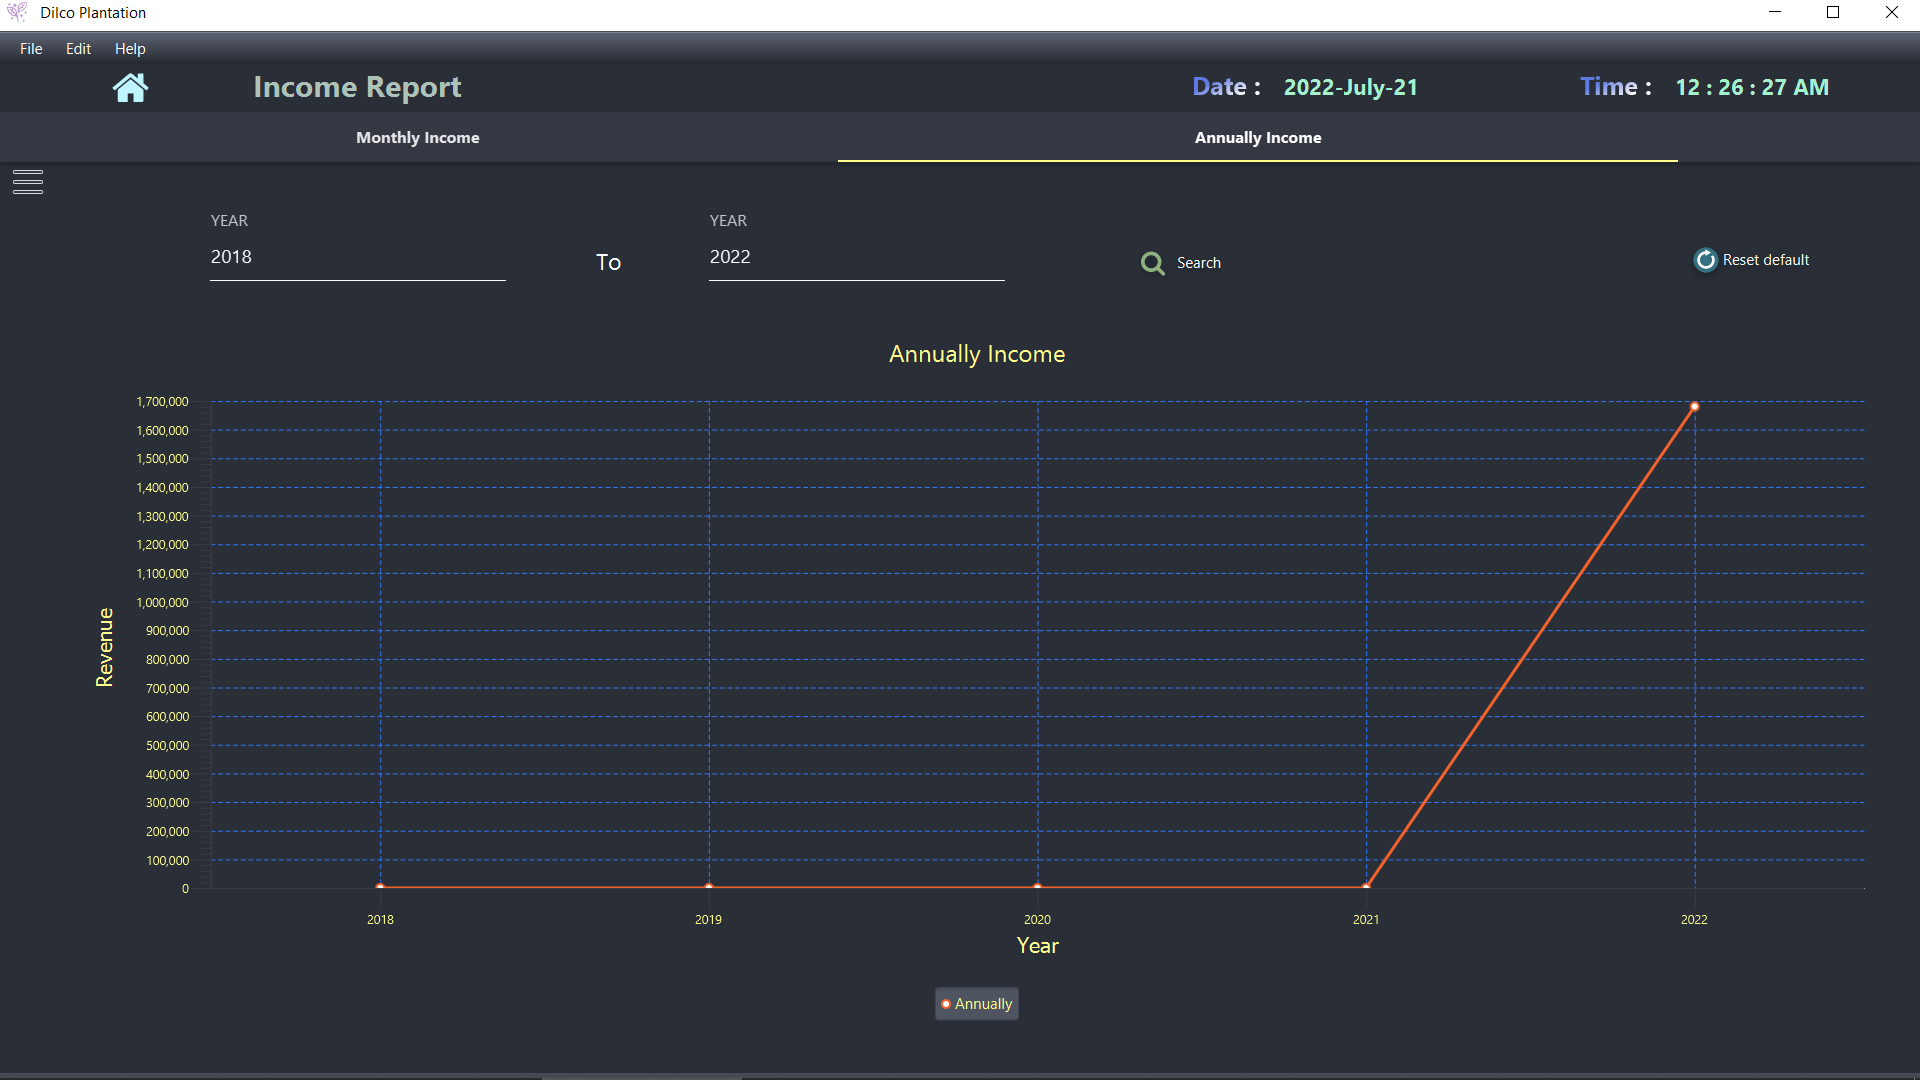 Dilco Plantation
File Edit Help
Income Report Date : 2022-July-21 Time : 12 : 26 : 27 AM
Monthly Income Annually Income
YEAR YEAR
2018 To 2022 Search Reset default
Annually Income
1,700,000
1,600,000
1,500,000
1,400,000
1,300,000
1,200,000
1,100,000
1,000,000
900,000
800,000
700,000
600,000
500,000
400,000
300,000
200,000
100,000
0
Revenue
2018 2019 2020 2021 2022
Year
Annually